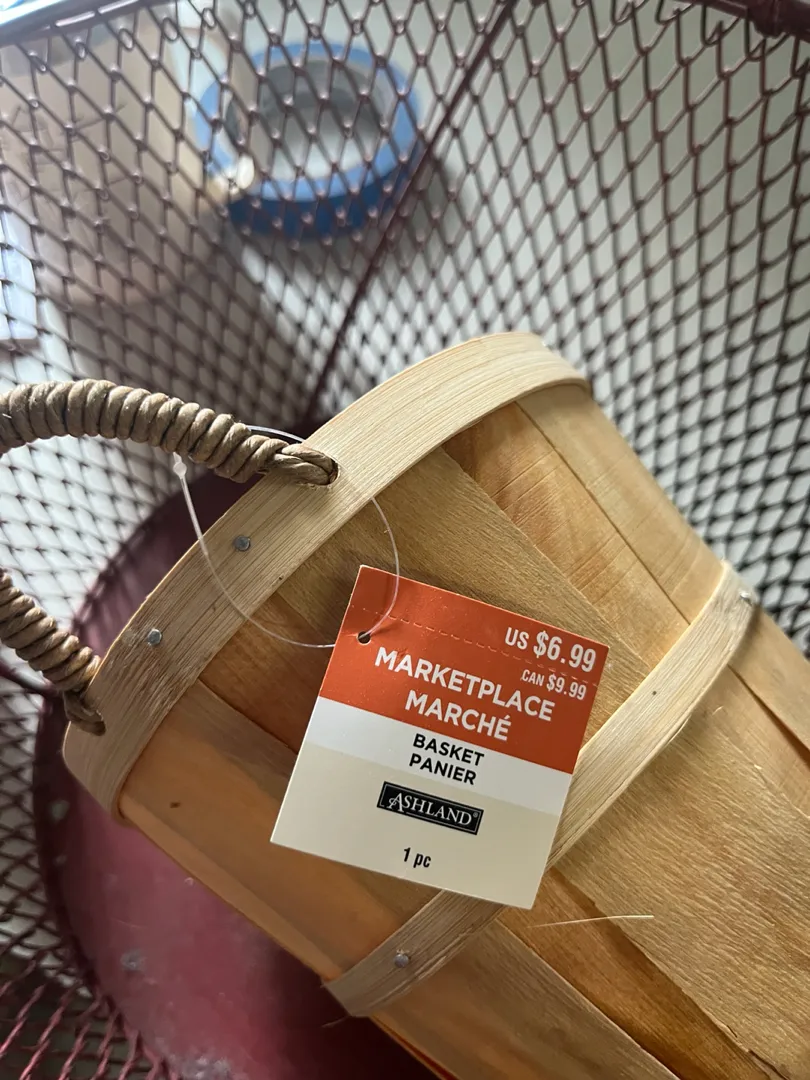 US $6.99
CAN $9.99
MARKETPLACE
MARCHÉ
BASKET
PANIER
ASHLAND®
1 pc